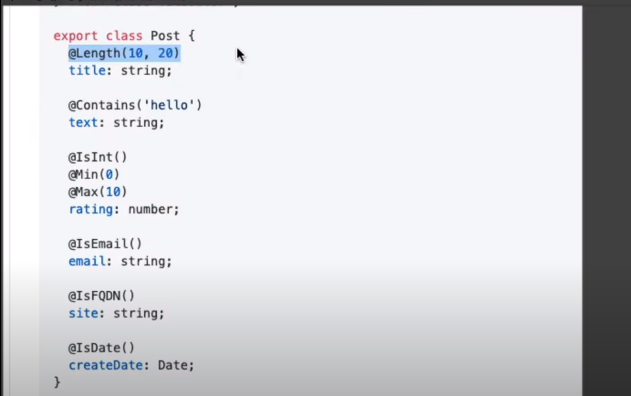 export class Post {
@Length(10, 20)
title: string;
@Contains('hello')
text: string;
@IsInt()
@Min(0)
@Max(10)
rating: number;
@IsEmail()
email: string;
@IsFQDN()
site: string;
@IsDate()
createDate: Date;
}